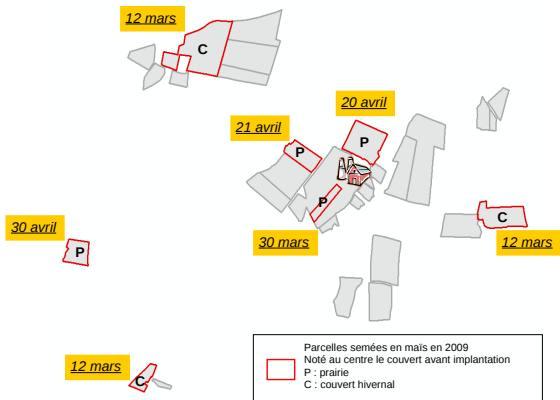 12 mars
C
20 avril
21 avril
P
P
P
30 mars
C
12 mars
30 avril
P
12 mars
C
Parcelles semées en maïs en 2009
Noté au centre le couvert avant implantation
P : prairie
C : couvert hivernal